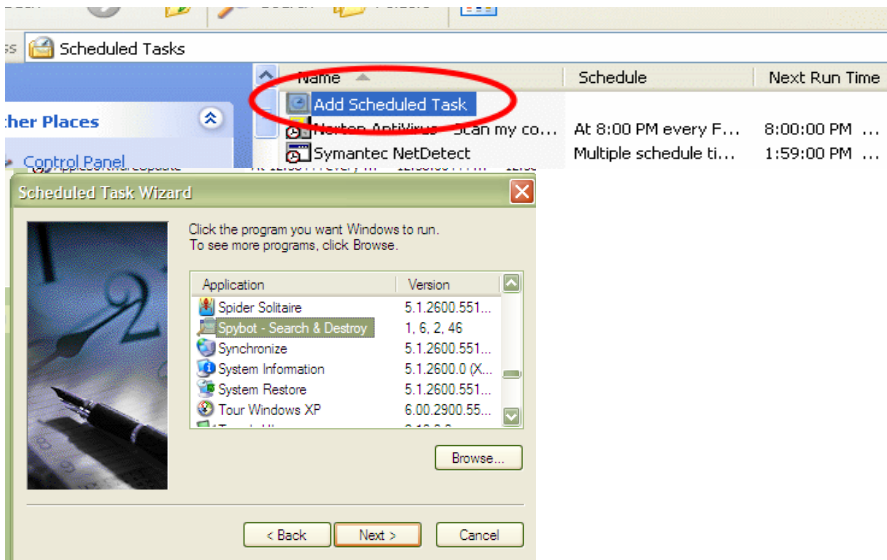 Search Folders
ss Scheduled Tasks
Name Schedule Next Run Time
Add Scheduled Task
ther Places
Norton AntiVirus - Scan my co... At 8:00 PM every F... 8:00:00 PM ...
Control Panel
Symantec NetDetect Multiple schedule ti... 1:59:00 PM ...
AppleSoftwareUpdate
Scheduled Task Wizard
Click the program you want Windows to run.
To see more programs, click Browse.
Application Version
Spider Solitaire 5.1.2600.551...
Spybot - Search & Destroy 1, 6, 2, 46
Synchronize 5.1.2600.551...
System Information 5.1.2600.0 (X...
System Restore 5.1.2600.551...
Tour Windows XP 6.00.2900.55...
Browse...
< Back Next > Cancel